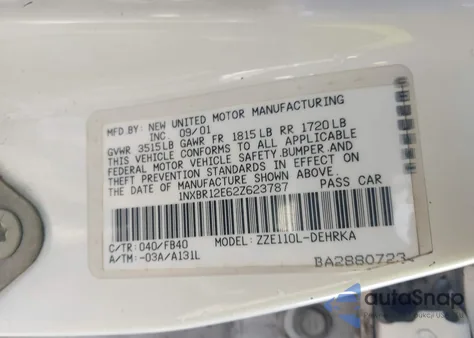 MFD.BY: NEW UNITED MOTOR MANUFACTURING
INC. 09/01
GVWR 3515LB GAWR FR 1815LB RR 1720LB
THIS VEHICLE CONFORMS TO ALL APPLICABLE
FEDERAL MOTOR VEHICLE SAFETY,BUMPER,AND
THEFT PREVENTION STANDARDS IN EFFECT ON
THE DATE OF MANUFACTURE SHOWN ABOVE.
1NXBR12E62Z623787 PASS CAR
C/TR: 040/FB40 MODEL: ZZE110L-DEHRKA
A/TM: -03A/A131L
BA2880723
autoSnap